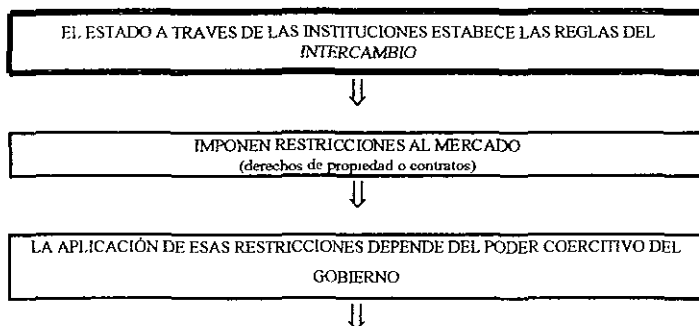 EL ESTADO A TRAVES DE LAS INSTITUCIONES ESTABECE LAS REGLAS DEL
INTERCAMBIO
IMPONEN RESTRICCIONES AL MERCADO
(derechos de propiedad o contratos)
LA APLICACIÓN DE ESAS RESTRICCIONES DEPENDE DEL PODER COERCITIVO DEL
GOBIERNO